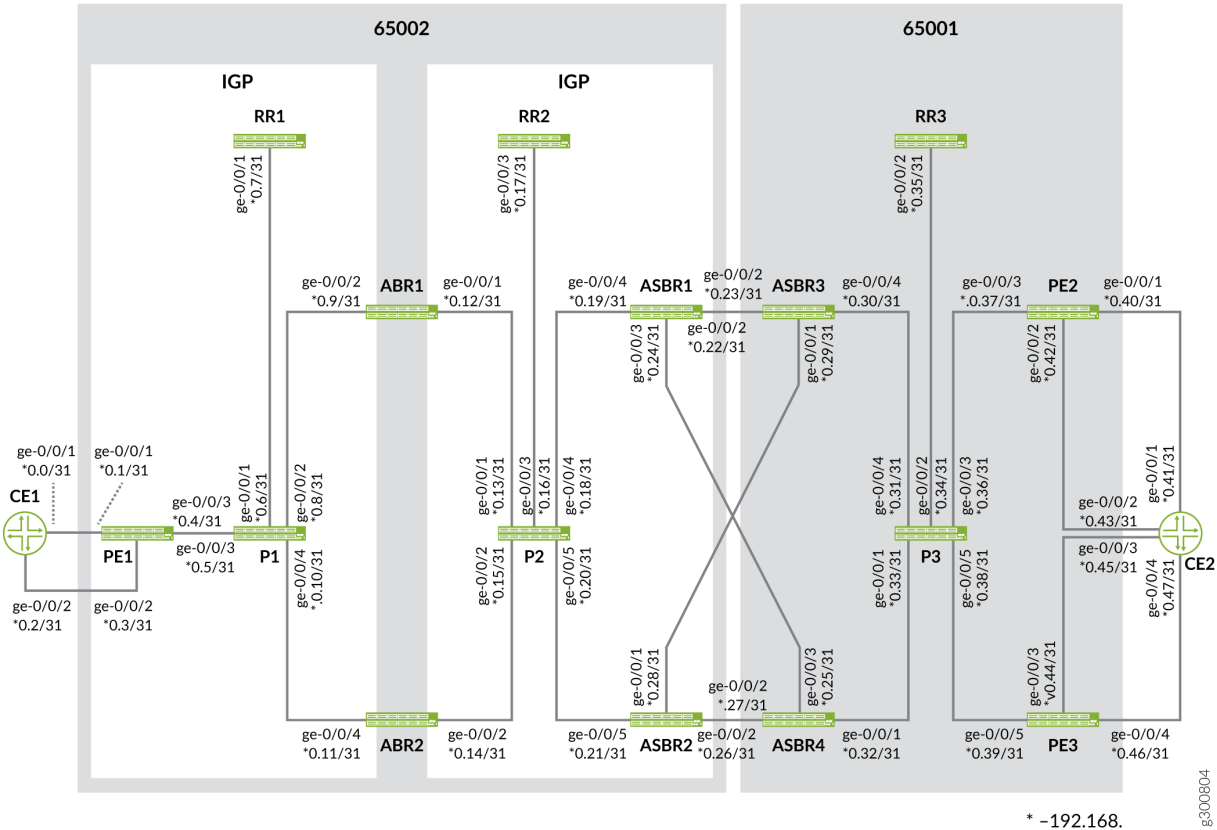 65002
65001
IGP
IGP
RR1
RR2
RR3
ge-0/0/1
*0.7/31
ge-0/0/3
*0.17/31
ge-0/0/2
*0.35/31
ge-0/0/2
*0.9/31
ABR1
ge-0/0/1
*0.12/31
ge-0/0/4
*0.19/31
ASBR1
ge-0/0/2
*0.23/31
ge-0/0/2
*0.22/31
ASBR3
ge-0/0/4
*0.30/31
ge-0/0/3
*.0.37/31
PE2
ge-0/0/1
*0.40/31
ge-0/0/3
*0.24/31
ge-0/0/1
*0.29/31
ge-0/0/2
*0.42/31
ge-0/0/1
*0.0/31
ge-0/0/1
*0.1/31
CE1
ge-0/0/3
*0.4/31
ge-0/0/1
*0.6/31
ge-0/0/2
*0.8/31
ge-0/0/1
*0.13/31
ge-0/0/3
*0.16/31
ge-0/0/4
*0.18/31
ge-0/0/4
*0.31/31
ge-0/0/2
*0.34/31
ge-0/0/3
*0.36/31
ge-0/0/1
*0.41/31
ge-0/0/2
*0.43/31
PE1
ge-0/0/3
*0.5/31
P1
ge-0/0/4
*.0.10/31
ge-0/0/2
*0.15/31
P2
ge-0/0/5
*0.20/31
ge-0/0/1
*0.33/31
P3
ge-0/0/5
*0.38/31
ge-0/0/3
*0.45/31
ge-0/0/4
*0.47/31
CE2
ge-0/0/2
*0.2/31
ge-0/0/2
*0.3/31
ge-0/0/1
*0.28/31
ge-0/0/2
*.27/31
ge-0/0/3
*0.25/31
ge-0/0/3
*v0.44/31
ge-0/0/4
*0.11/31
ABR2
ge-0/0/2
*0.14/31
ge-0/0/5
*0.21/31
ASBR2
ge-0/0/2
*0.26/31
ASBR4
ge-0/0/1
*0.32/31
ge-0/0/5
*0.39/31
PE3
ge-0/0/4
*0.46/31
* –192.168.
g300804